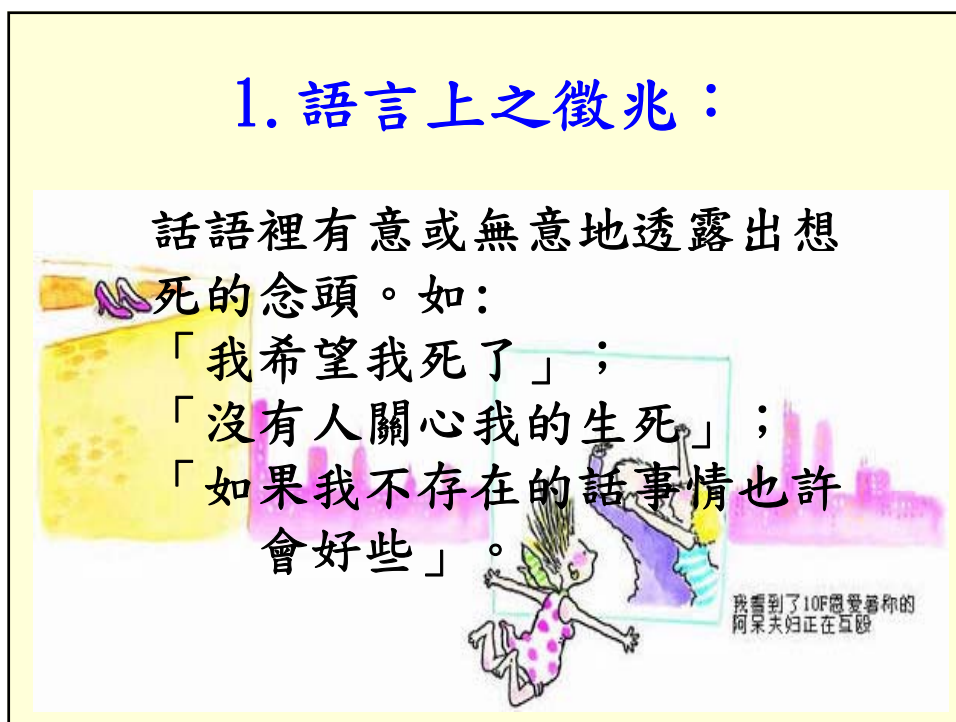 1.語言上之徵兆：
話語裡有意或無意地透露出想
死的念頭。如:
「我希望我死了」；
「沒有人關心我的生死」；
「如果我不存在的話事情也許
會好些」。
我看到了10F恩爱著称的
阿呆夫妇正在互殴